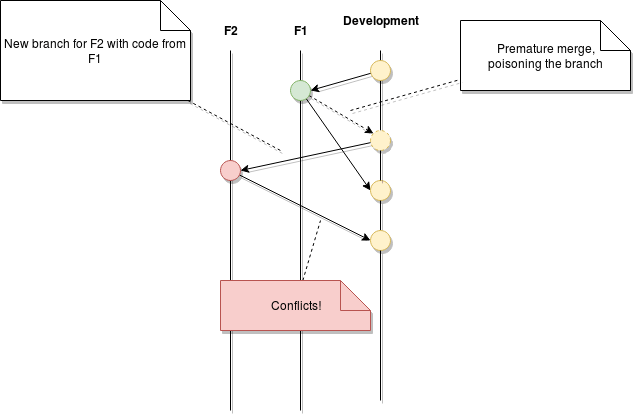 F2
F1
Development
New branch for F2 with code from
F1
Premature merge,
poisoning the branch
Conflicts!